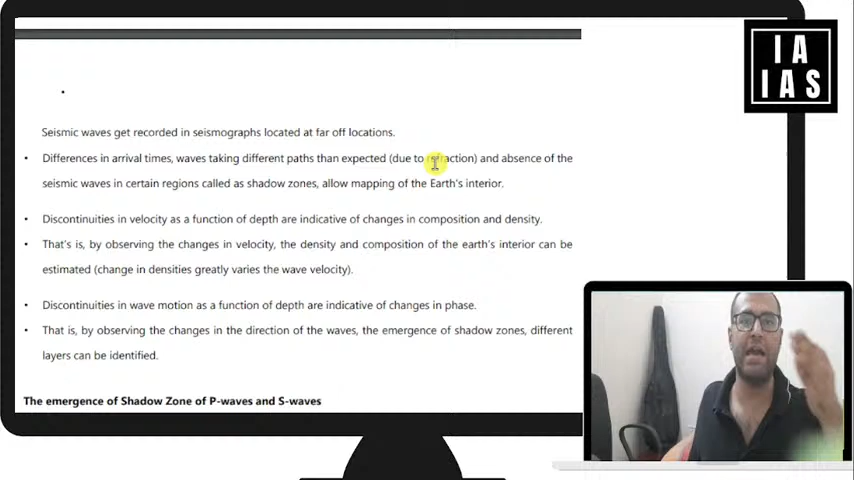 IA
IAS
Seismic waves get recorded in seismographs located at far off locations.
Differences in arrival times, waves taking different paths than expected (due to refraction) and absence of the
seismic waves in certain regions called as shadow zones, allow mapping of the Earth's interior.
Discontinuities in velocity as a function of depth are indicative of changes in composition and density.
That's is, by observing the changes in velocity, the density and composition of the earth's interior can be
estimated (change in densities greatly varies the wave velocity).
Discontinuities in wave motion as a function of depth are indicative of changes in phase.
That is, by observing the changes in the direction of the waves, the emergence of shadow zones, different
layers can be identified.
The emergence of Shadow Zone of P-waves and S-waves